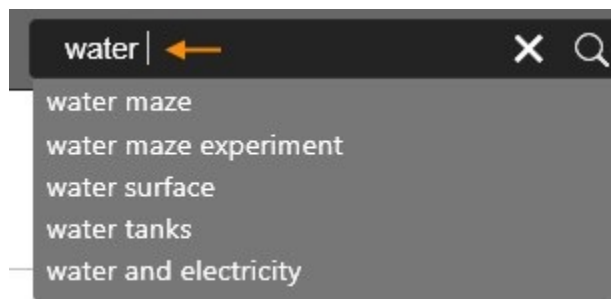 water
water maze
water maze experiment
water surface
water tanks
water and electricity